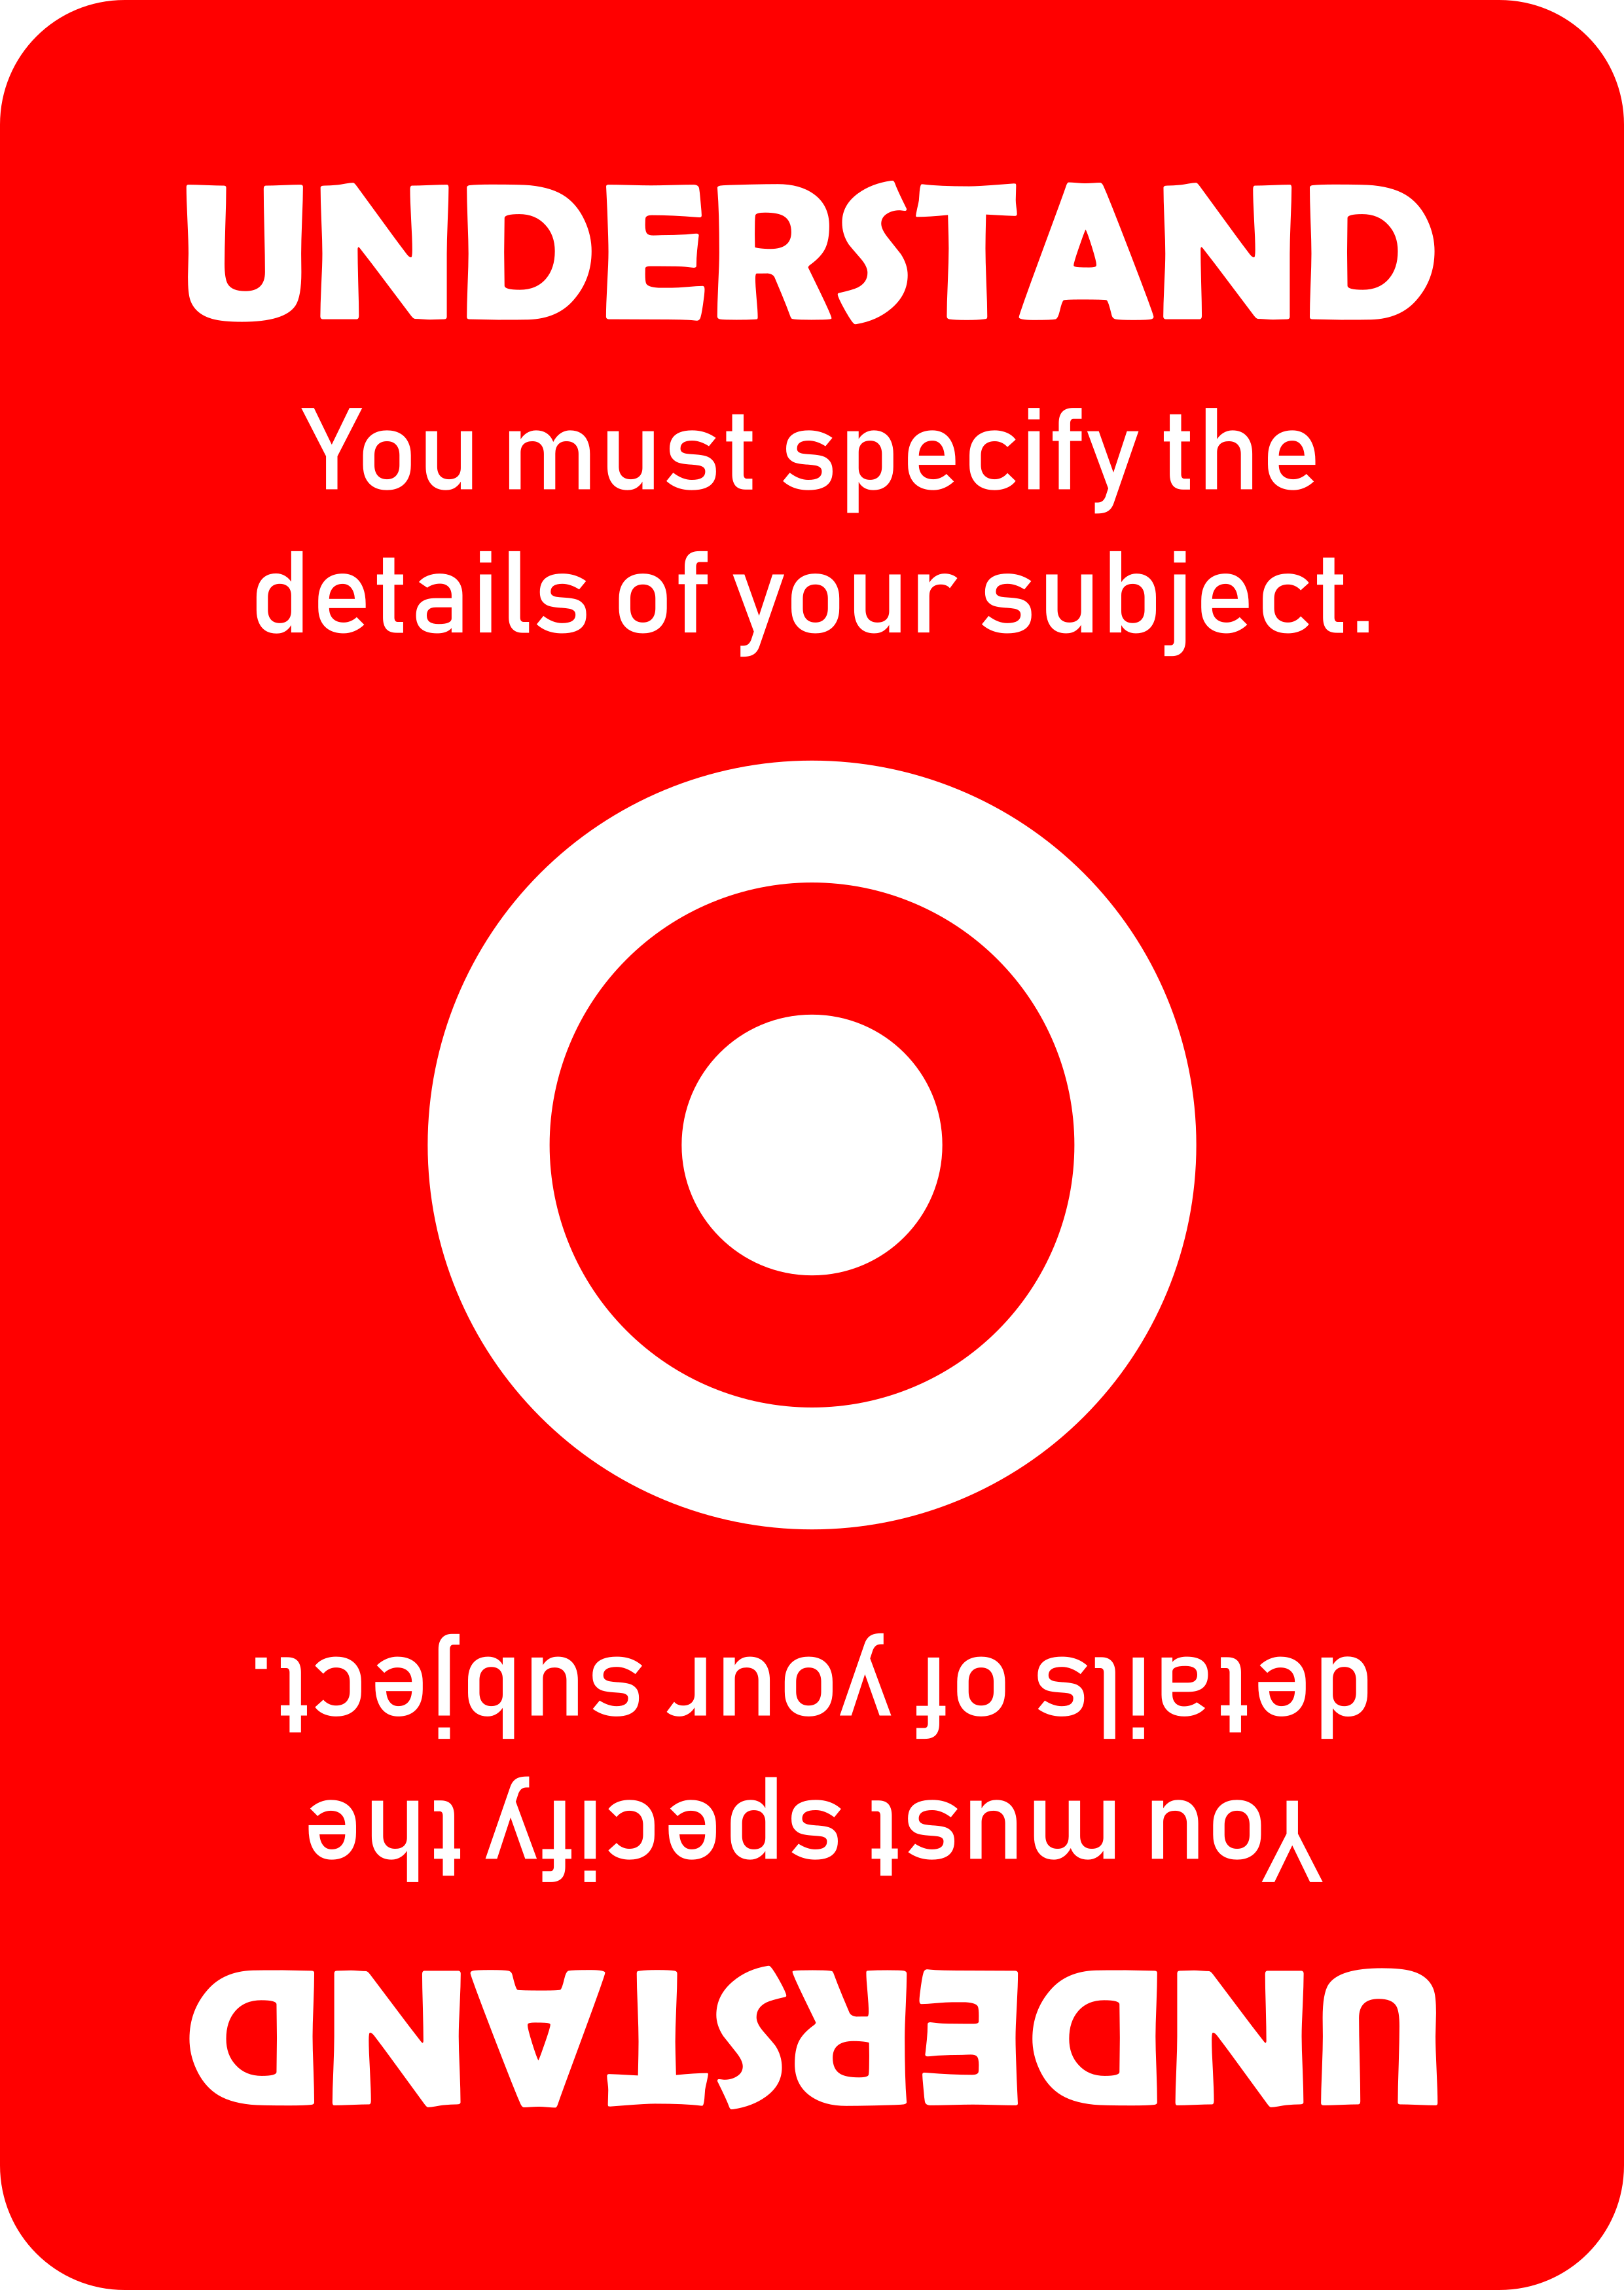 UNDERSTAND
You must specify the
details of your subject.
UNDERSTAND
You must specify the
details of your subject.